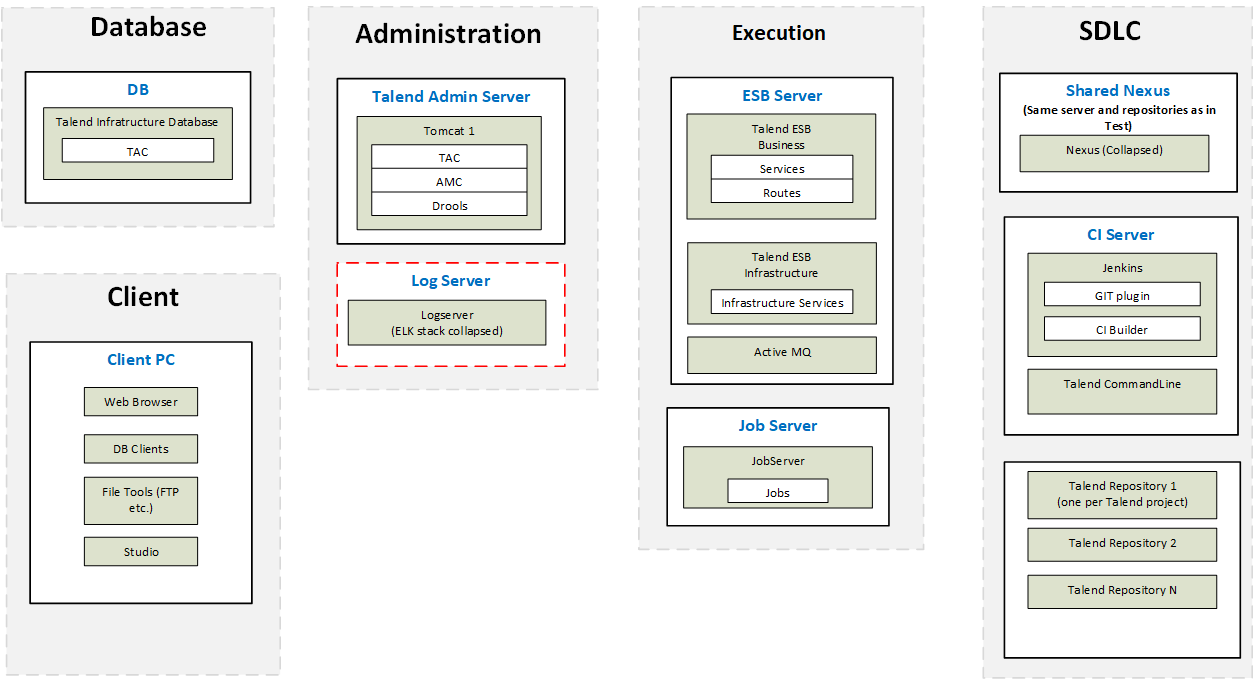 Database
DB
Talend Infratructure Database
TAC
Client
Client PC
Web Browser
DB Clients
File Tools (FTP
etc.)
Studio
Administration
Talend Admin Server
Tomcat 1
TAC
AMC
Drools
Log Server
Logserver
(ELK stack collapsed)
Execution
ESB Server
Talend ESB
Business
Services
Routes
Talend ESB
Infrastructure
Infrastructure Services
Active MQ
Job Server
JobServer
Jobs
SDLC
Shared Nexus
(Same server and repositories as in
Test)
Nexus (Collapsed)
CI Server
Jenkins
GIT plugin
CI Builder
Talend CommandLine
Talend Repository 1
(one per Talend project)
Talend Repository 2
Talend Repository N